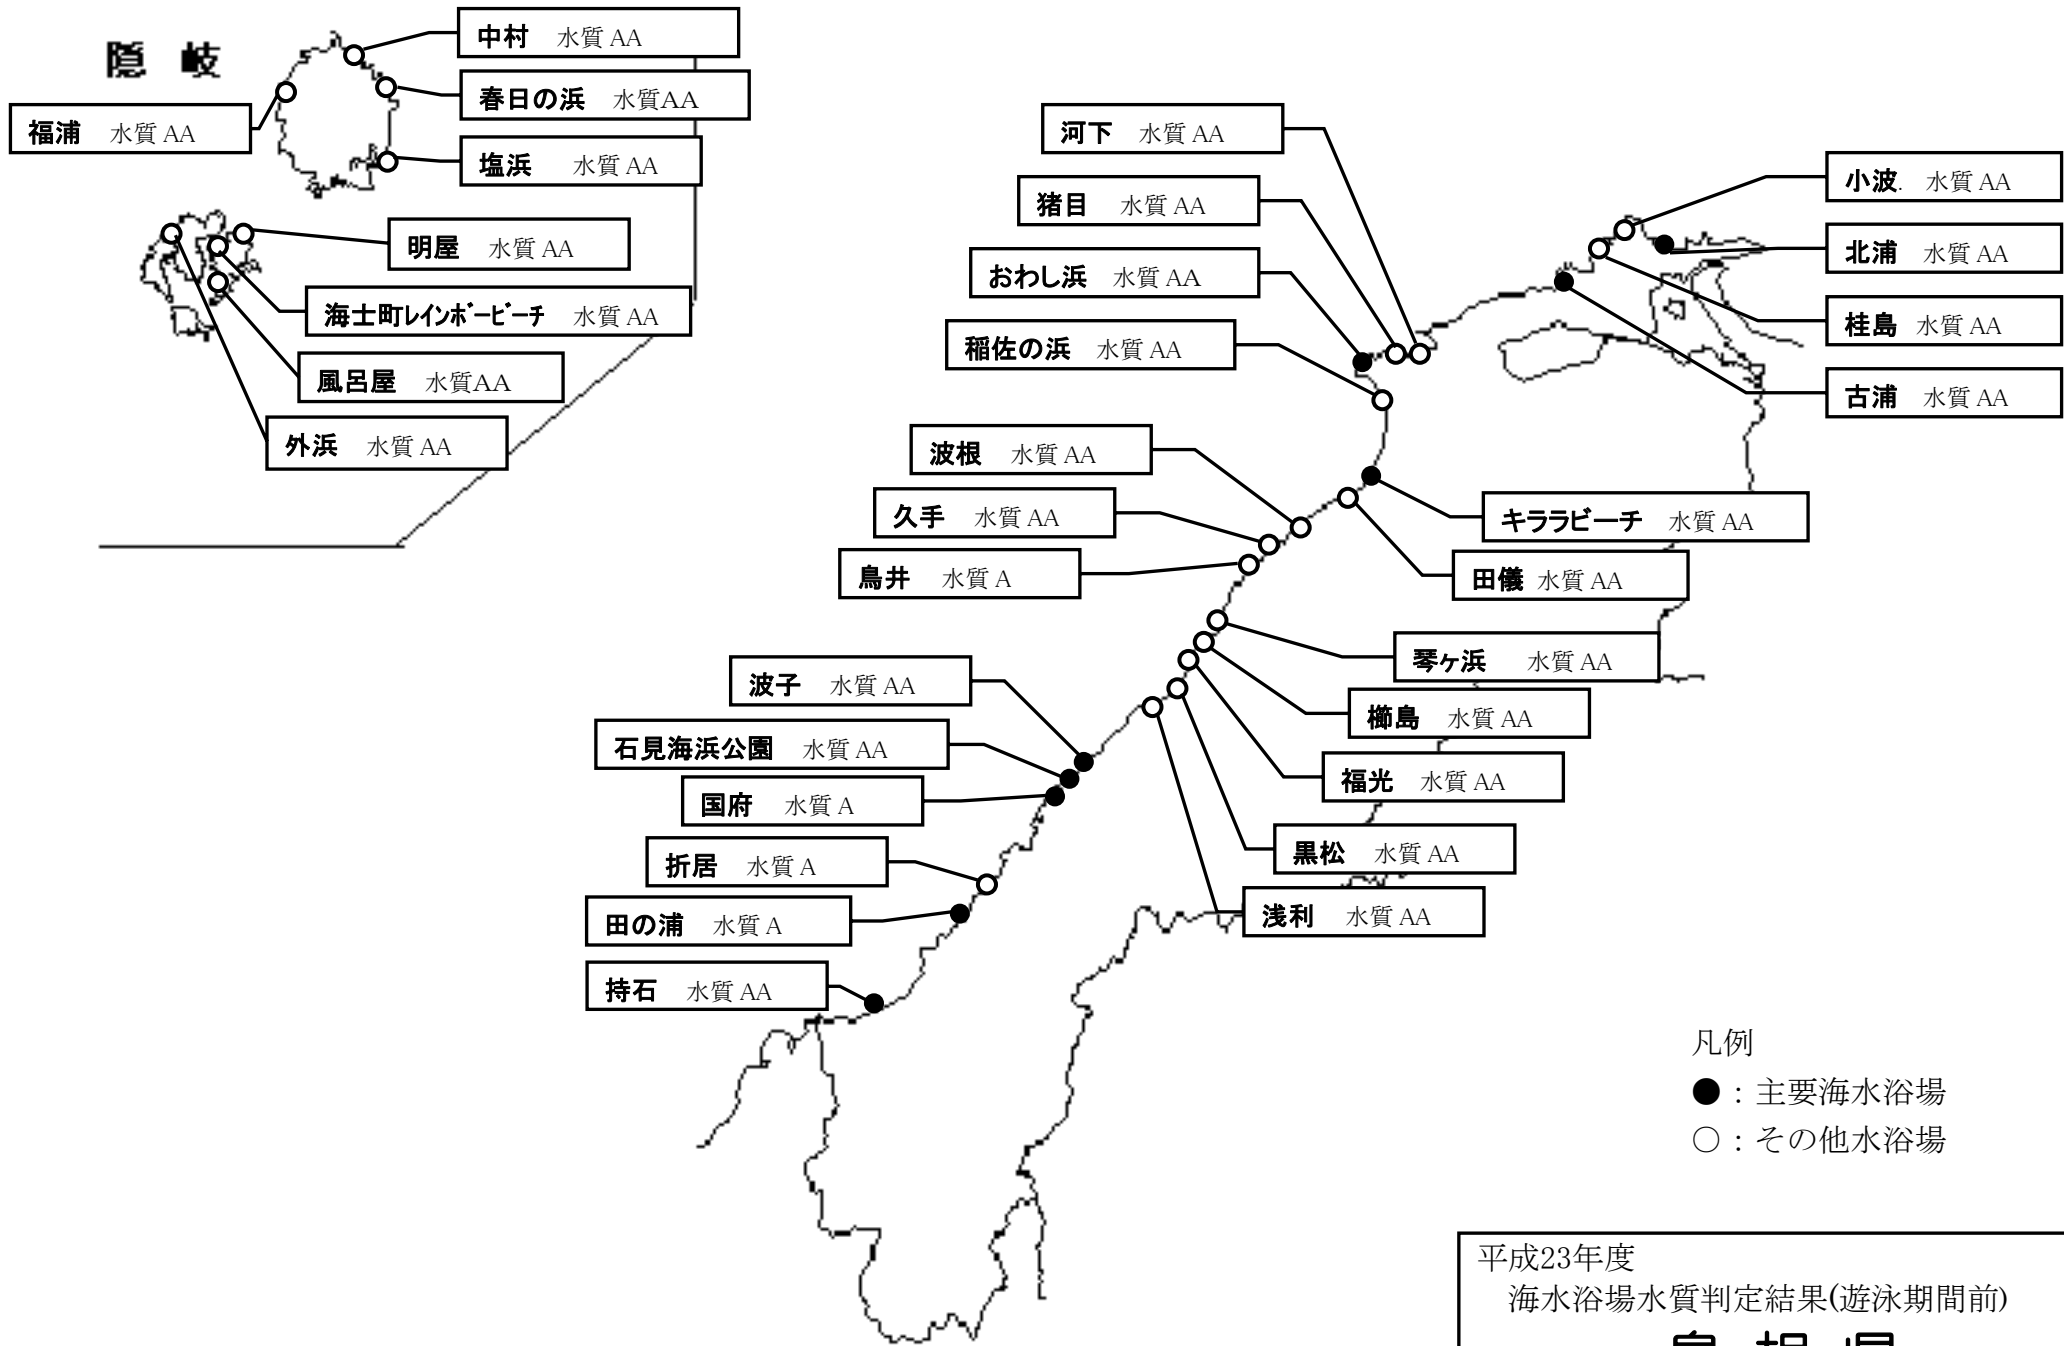 隠 岐
中村 水質 AA
春日の浜 水質AA
福浦 水質 AA
塩浜 水質 AA
明屋 水質 AA
海士町レインボービーチ 水質 AA
風呂屋 水質AA
外浜 水質 AA
河下 水質 AA
猪目 水質 AA
おわし浜 水質 AA
稲佐の浜 水質 AA
波根 水質 AA
久手 水質 AA
鳥井 水質 A
波子 水質 AA
石見海浜公園 水質 AA
国府 水質 A
折居 水質 A
田の浦 水質 A
持石 水質 AA
小波. 水質 AA
北浦 水質 AA
桂島 水質 AA
古浦 水質 AA
キララビーチ 水質 AA
田儀 水質 AA
琴ヶ浜 水質 AA
櫛島 水質 AA
福光 水質 AA
黒松 水質 AA
浅利 水質 AA
凡例
●：主要海水浴場
○：その他水浴場
平成23年度
海水浴場水質判定結果(遊泳期間前)